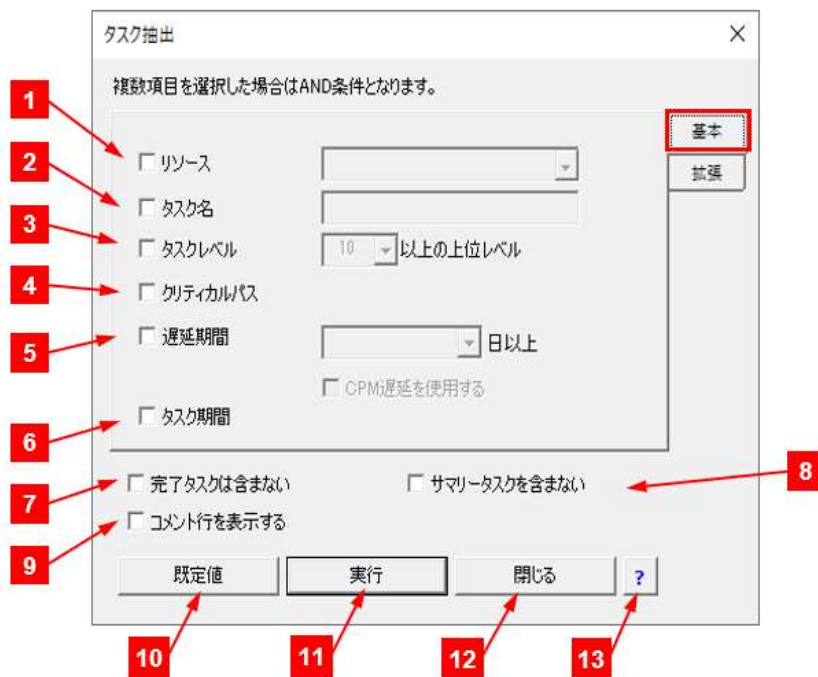 タスク抽出
複数項目を選択した場合はAND条件となります。
1
基本
2
リソース
拡張
3
タスク名
タスクレベル
10
以上の上位レベル
4
クリティカルパス
5
遅延期間
日以上
CPM遅延を使用する
6
タスク期間
7
完了タスクは含まない
サマリータスクを含まない
8
9
コメント行を表示する
既定値
実行
閉じる
?
10
11
12
13